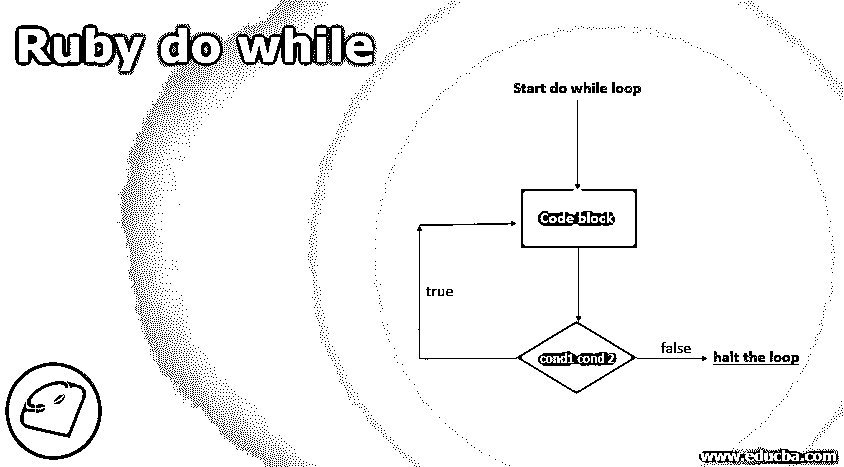 Ruby do while
Start do while loop
Code block
true
cond1 cond 2
false
halt the loop
www.educba.com